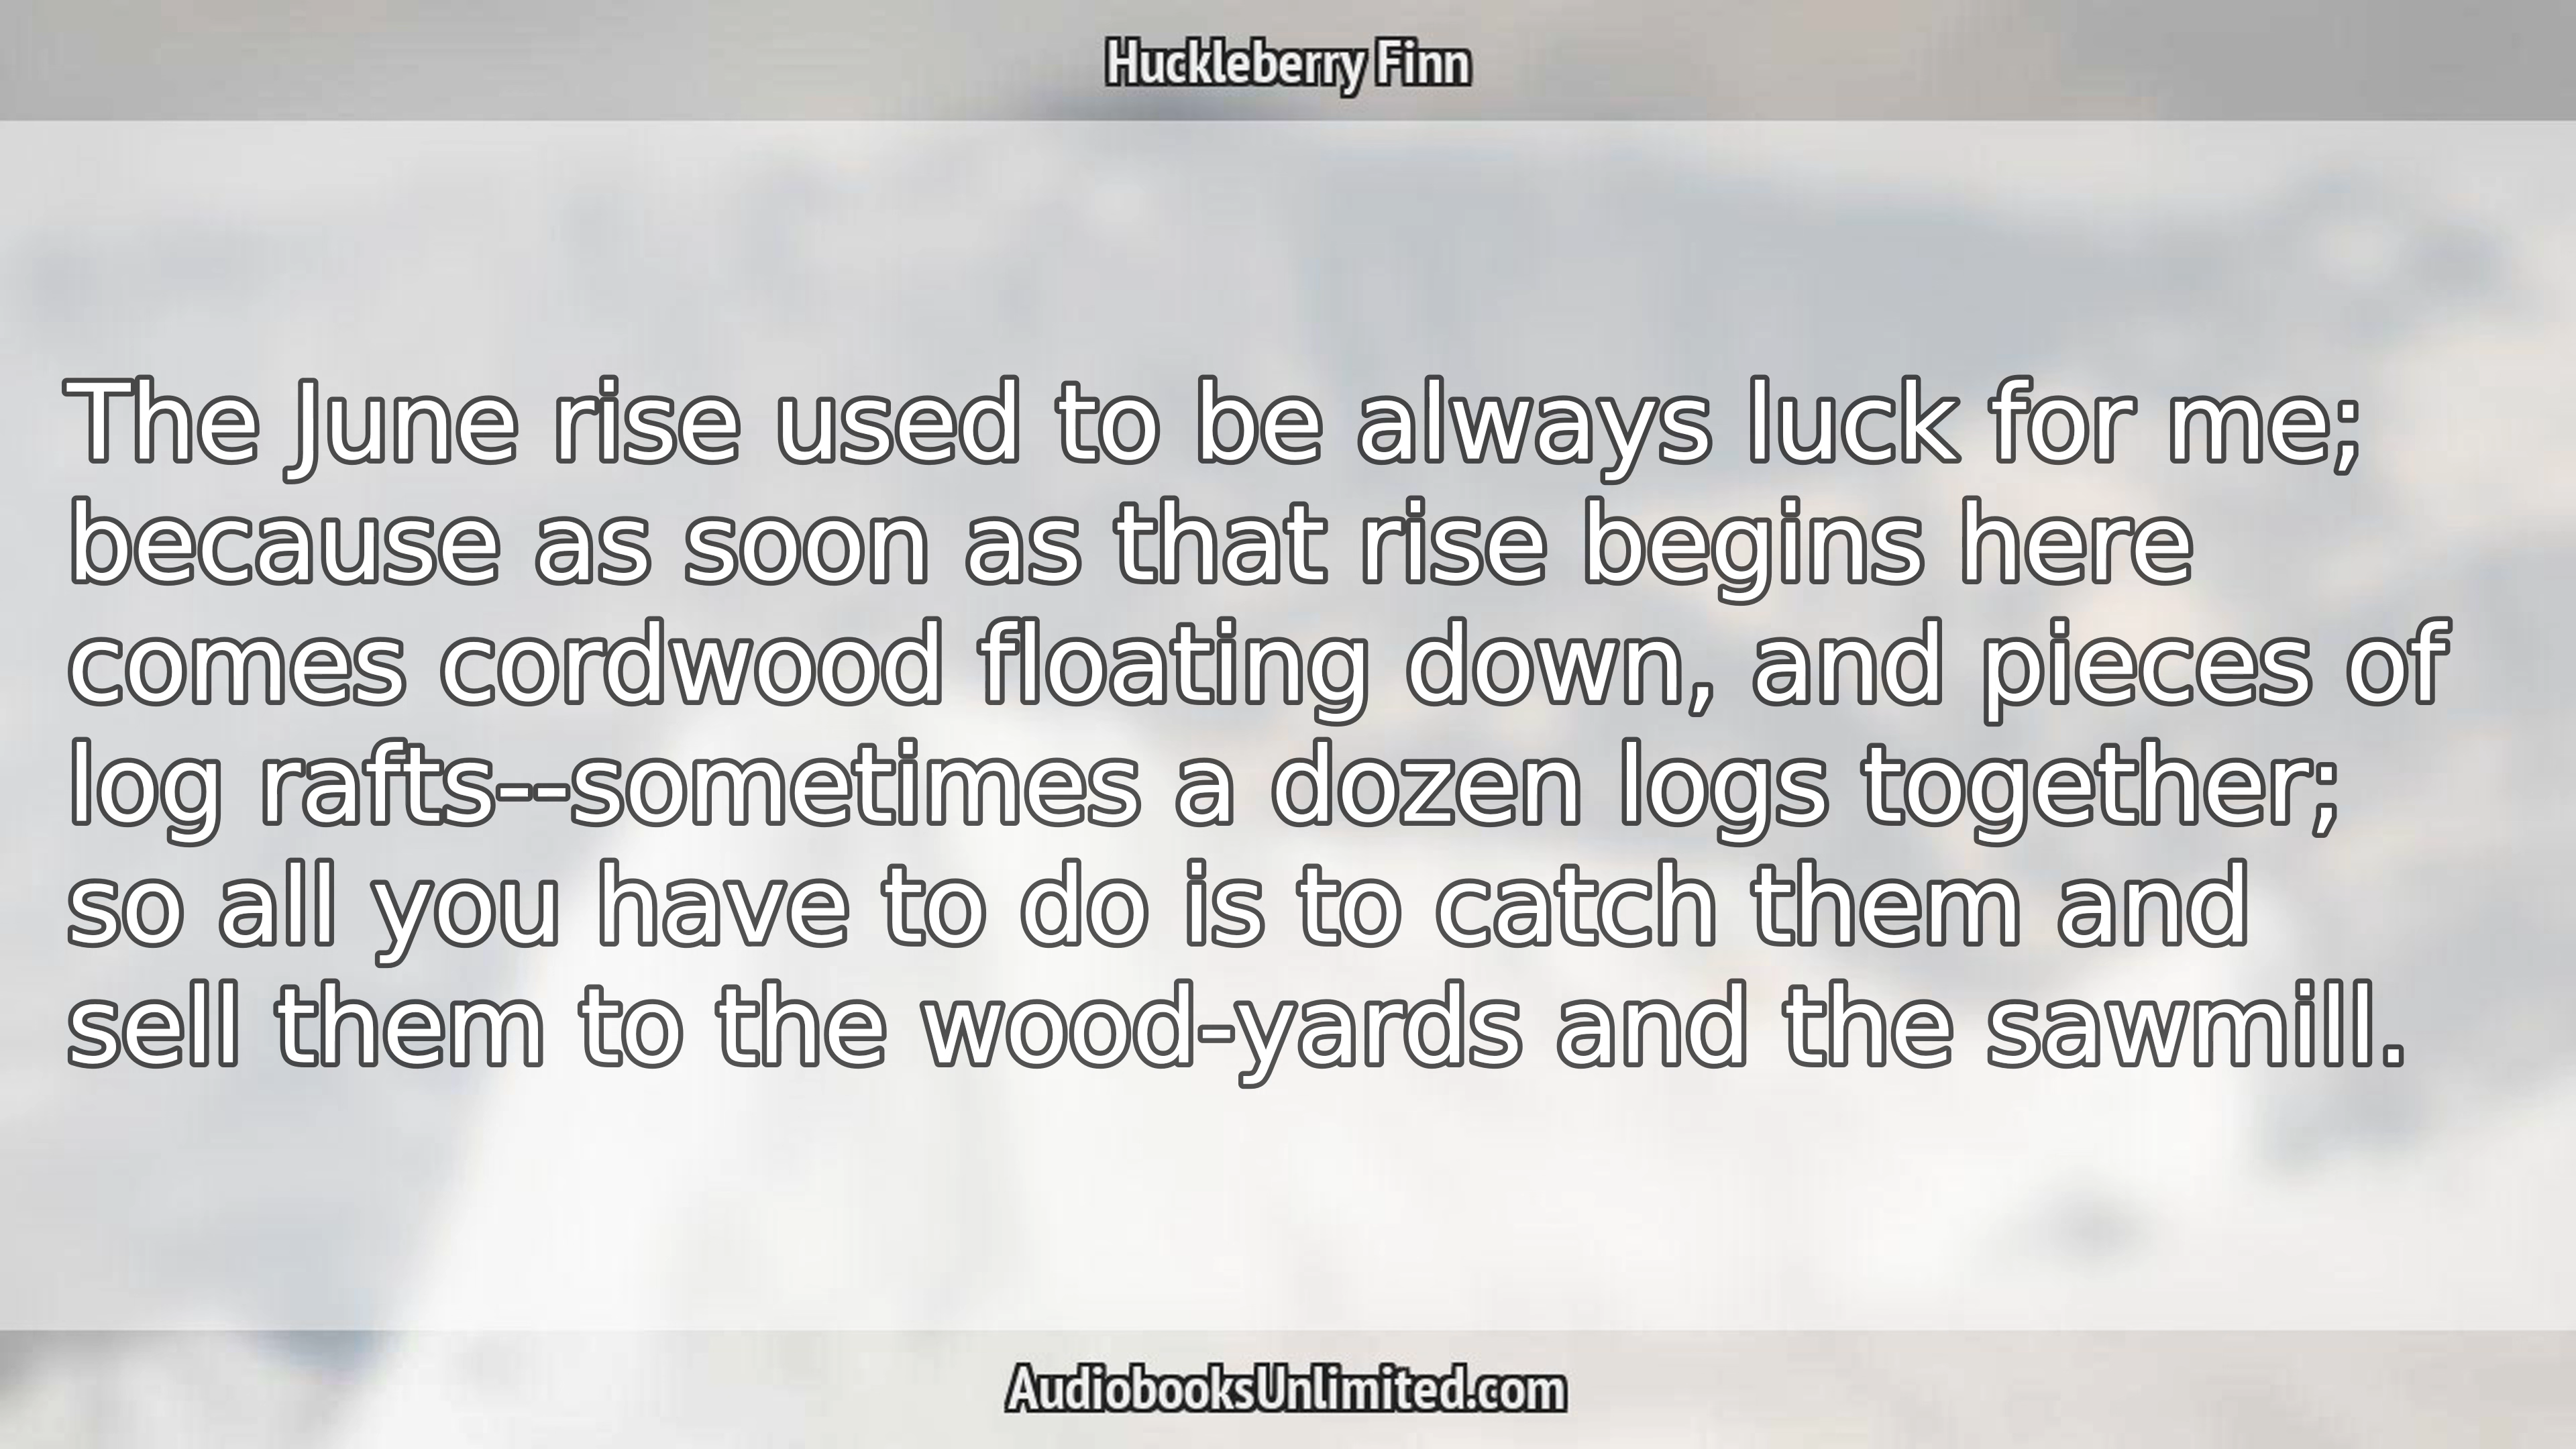 Huckleberry Finn
The June rise used to be always luck for me;
because as soon as that rise begins here
comes cordwood floating down, and pieces of
log rafts--sometimes a dozen logs together;
so all you have to do is to catch them and
sell them to the wood-yards and the sawmill.
AudiobooksUnlimited.com